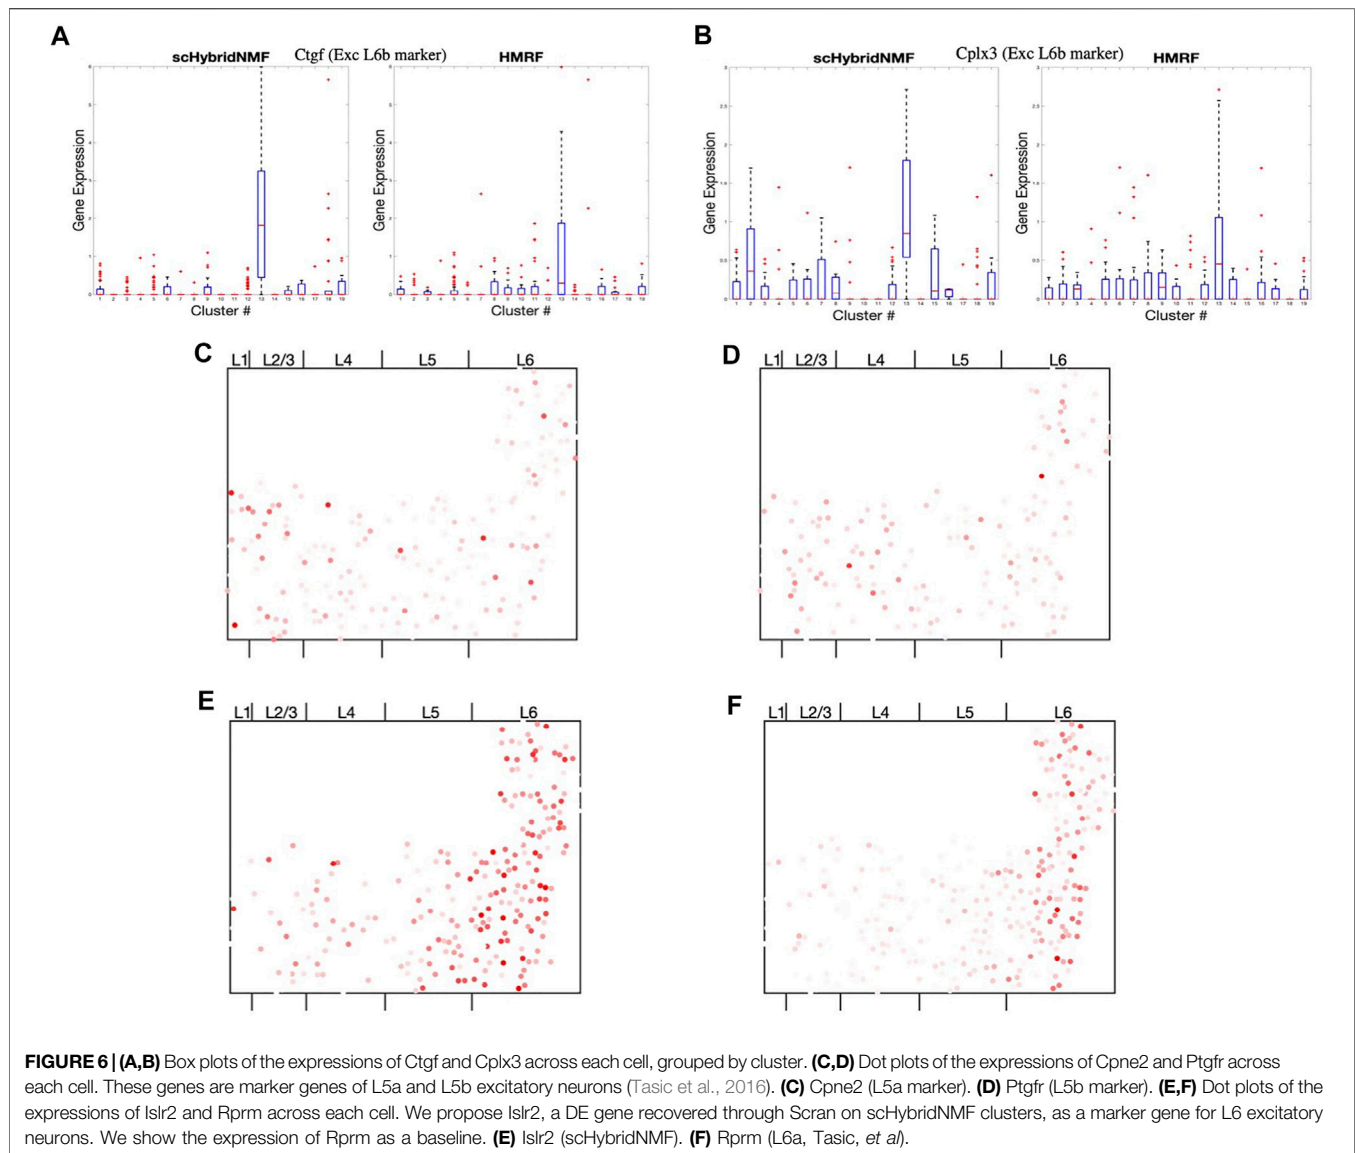 A
B
scHybridNMF
Ctgf (Exc L6b marker)
HMRF
scHybridNMF
Cplx3 (Exc L6b marker)
HMRF
Gene Expression
Gene Expression
Gene Expression
Gene Expression
Cluster #
Cluster #
Cluster #
Cluster #
C
L1 L2/3 L4 L5 L6
D
L1 L2/3 L4 L5 L6
E
L1 L2/3 L4 L5 L6
F
L1 L2/3 L4 L5 L6
FIGURE 6 | (A,B) Box plots of the expressions of Ctgf and Cplx3 across each cell, grouped by cluster. (C,D) Dot plots of the expressions of Cpne2 and Ptgfr across
each cell. These genes are marker genes of L5a and L5b excitatory neurons (Tasic et al., 2016). (C) Cpne2 (L5a marker). (D) Ptgfr (L5b marker). (E,F) Dot plots of the
expressions of Islr2 and Rprm across each cell. We propose Islr2, a DE gene recovered through Scran on scHybridNMF clusters, as a marker gene for L6 excitatory
neurons. We show the expression of Rprm as a baseline. (E) Islr2 (scHybridNMF). (F) Rprm (L6a, Tasic, et al).